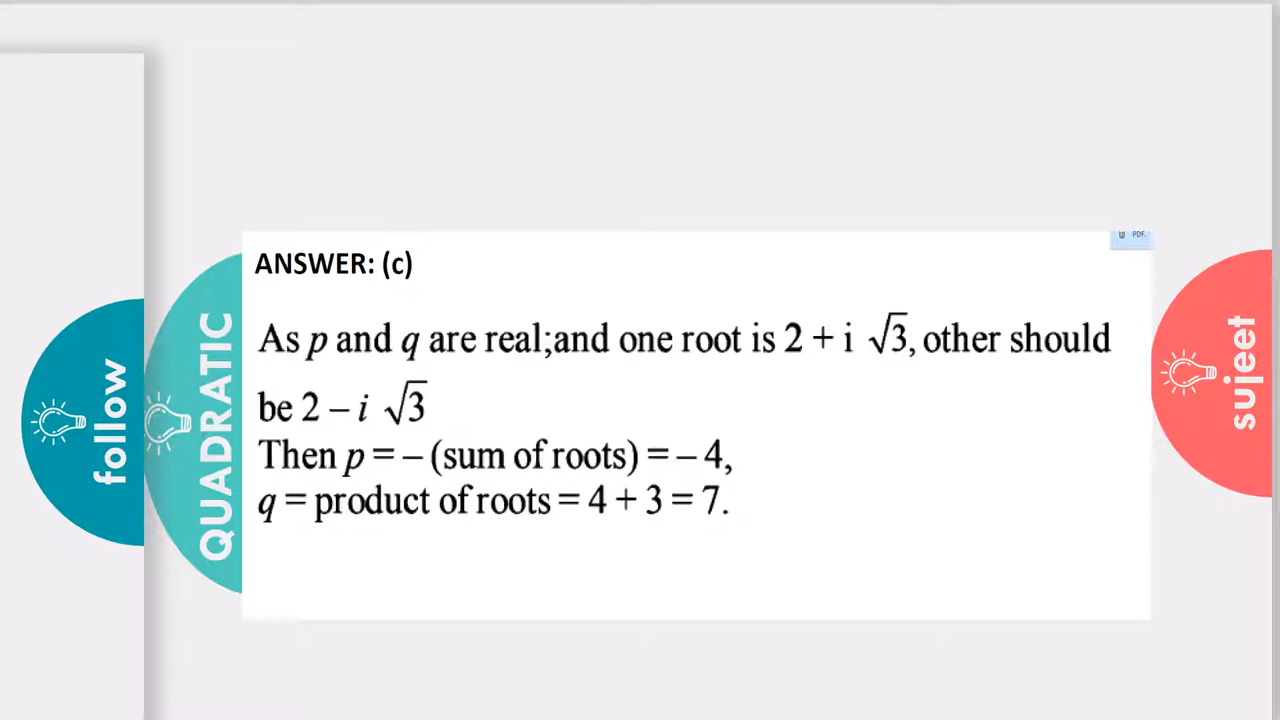 follow
QUADRATIC
ANSWER: (c)
PDF
As p and q are real;and one root is 2 + i √3, other should
be 2 – i √3
Then p = – (sum of roots) = – 4,
q = product of roots = 4 + 3 = 7.
sujeet